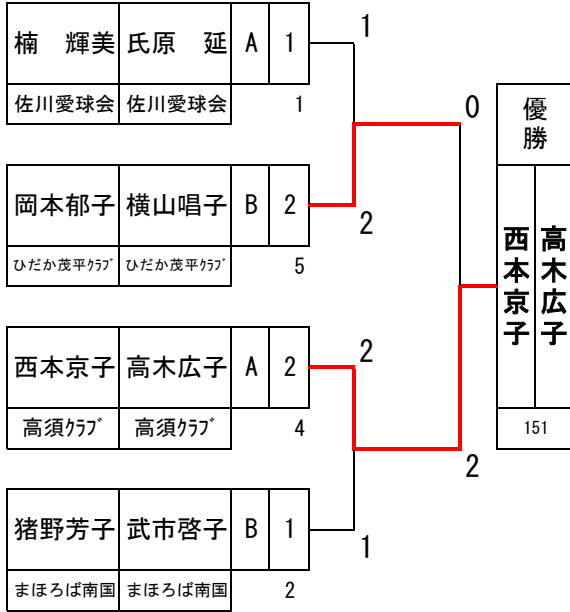 楠　輝美 氏原　延 A 1
佐川愛球会 佐川愛球会 1
1
岡本郁子 横山唱子 B 2
ひだか茂平ｸﾗﾌﾞ ひだか茂平ｸﾗﾌﾞ 5
2
0
西本京子 高木広子 A 2
高須ｸﾗﾌﾞ 高須ｸﾗﾌﾞ 4
2
猪野芳子 武市啓子 B 1
まほろば南国 まほろば南国 2
1
2
優勝
高木広子
西本京子
151